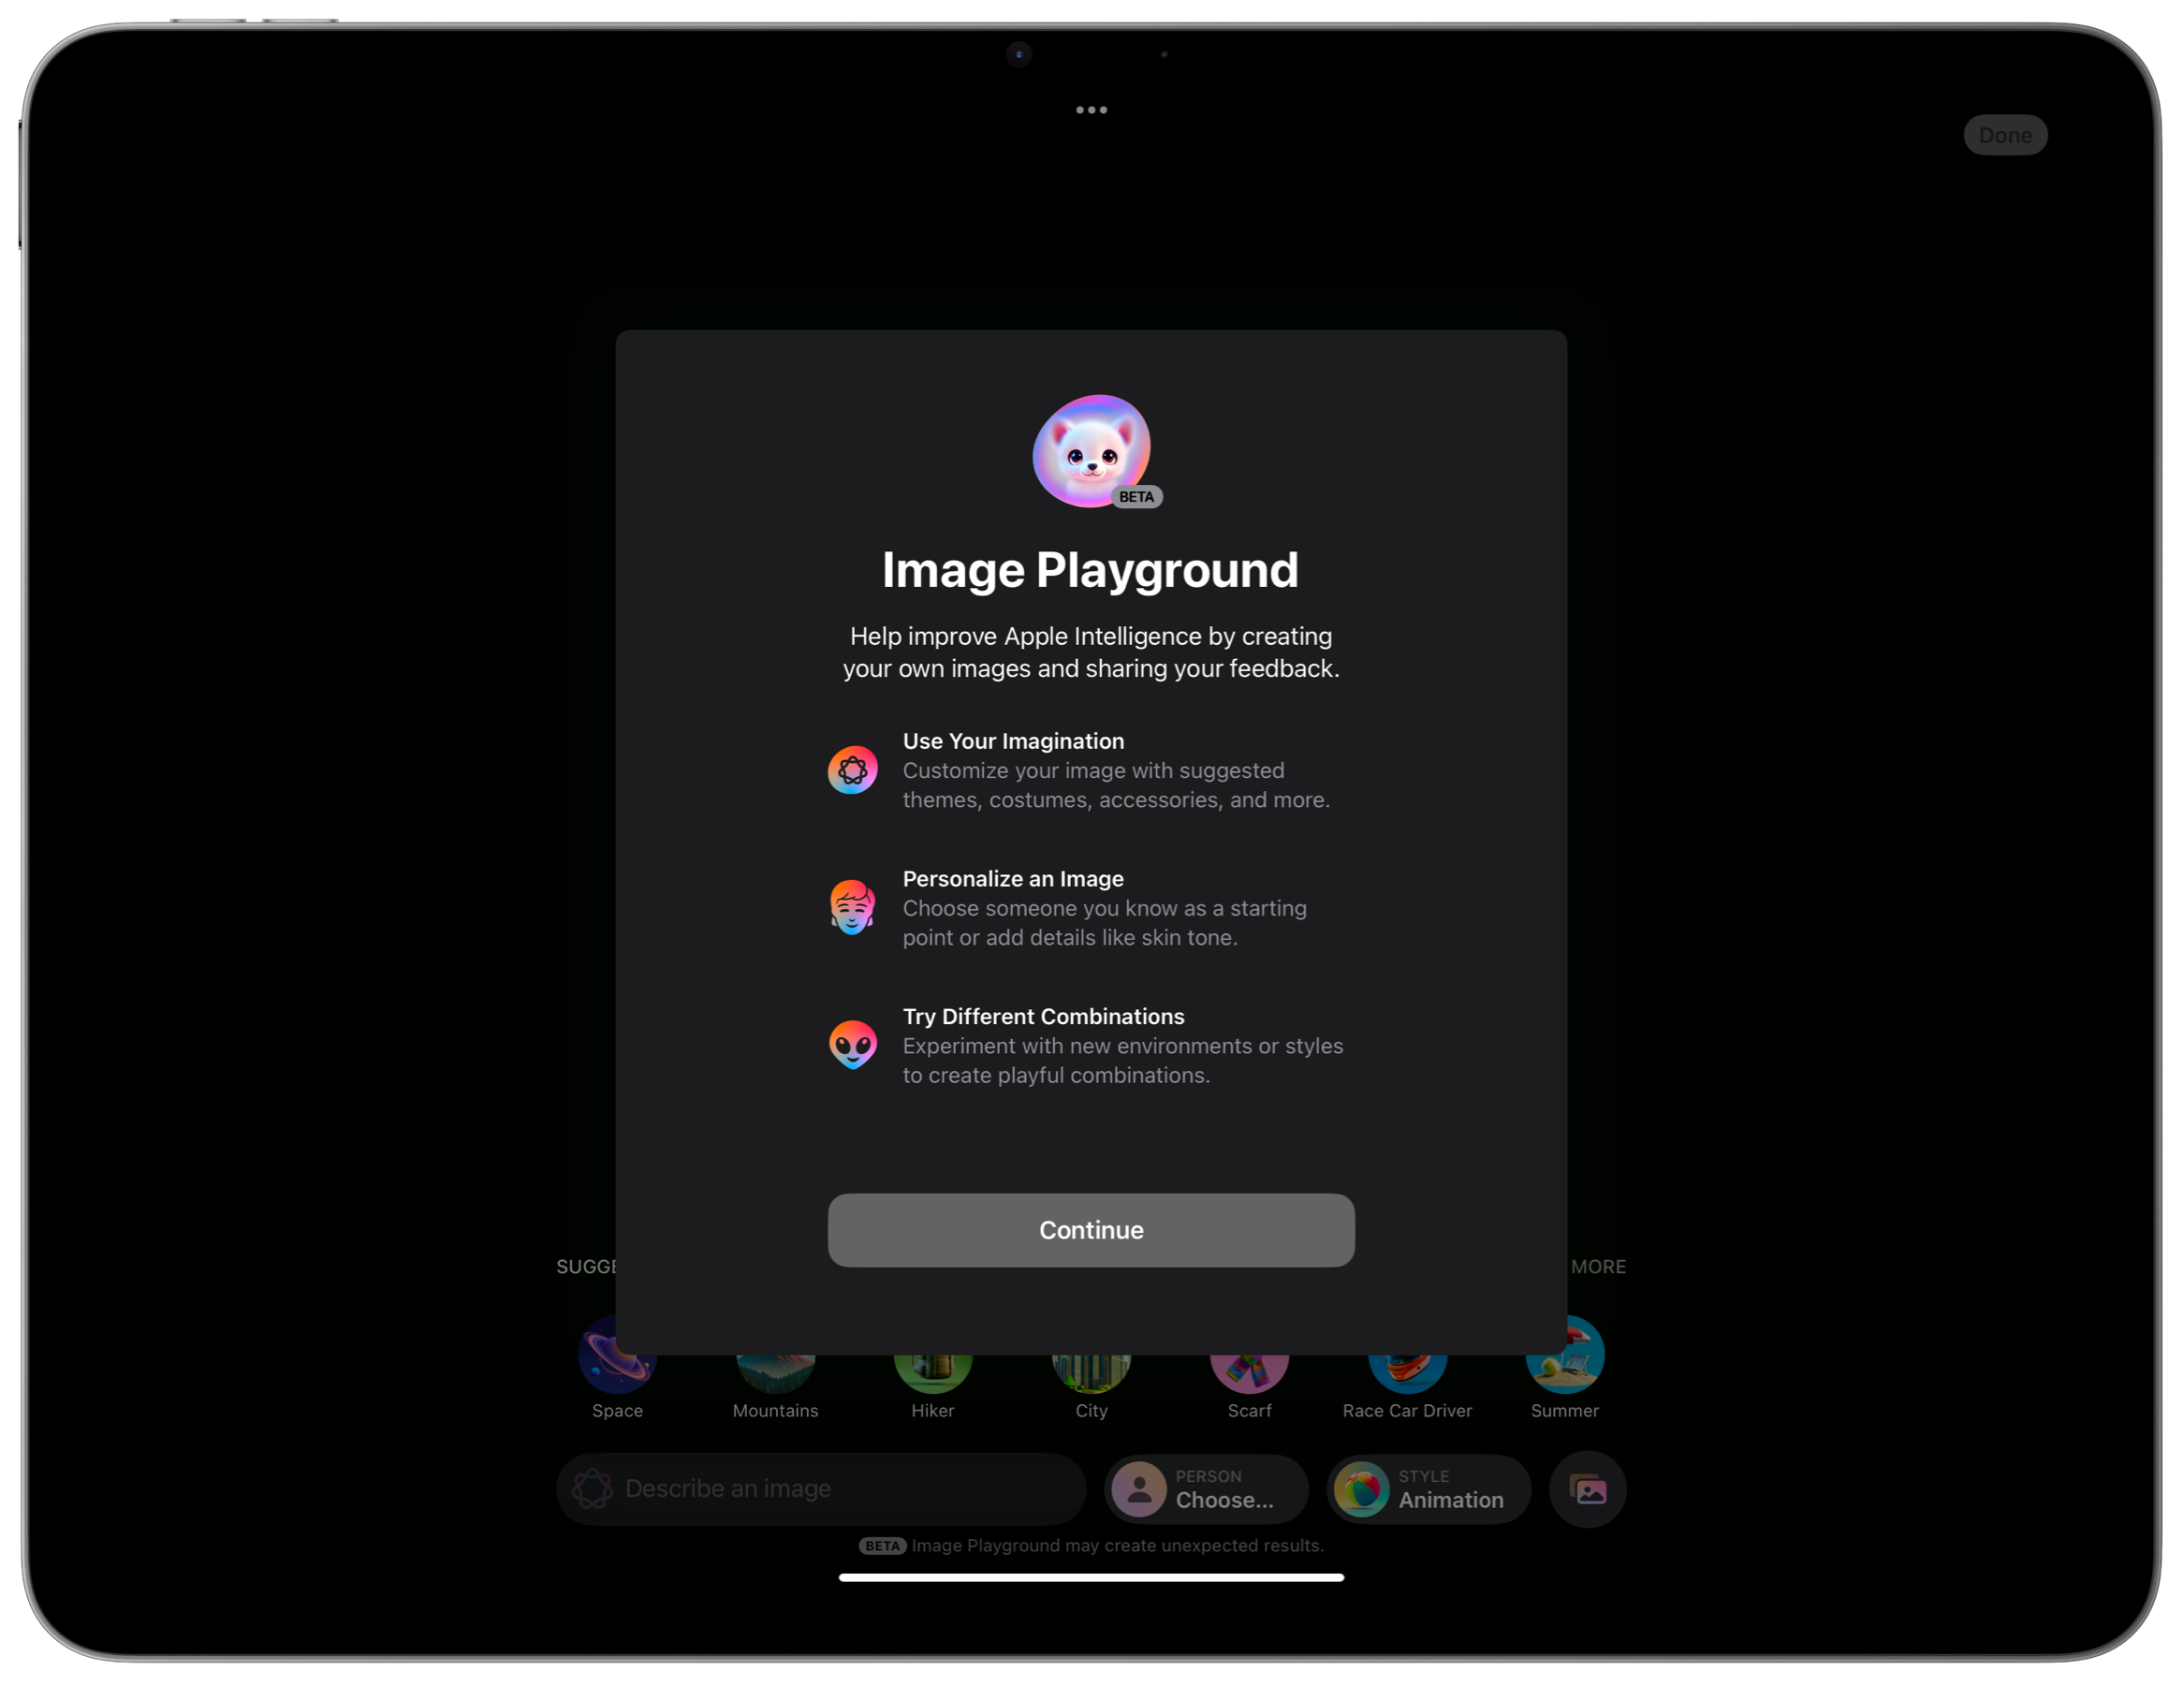 Done
BETA
Image Playground
Help improve Apple Intelligence by creating
your own images and sharing your feedback.
Use Your Imagination
Customize your image with suggested
themes, costumes, accessories, and more.
Personalize an Image
Choose someone you know as a starting
point or add details like skin tone.
Try Different Combinations
Experiment with new environments or styles
to create playful combinations.
Continue
SUGGE
MORE
Space
Mountains
Hiker
City
Scarf
Race Car Driver
Summer
Describe an image
PERSON
Choose...
STYLE
Animation
BETA Image Playground may create unexpected results.